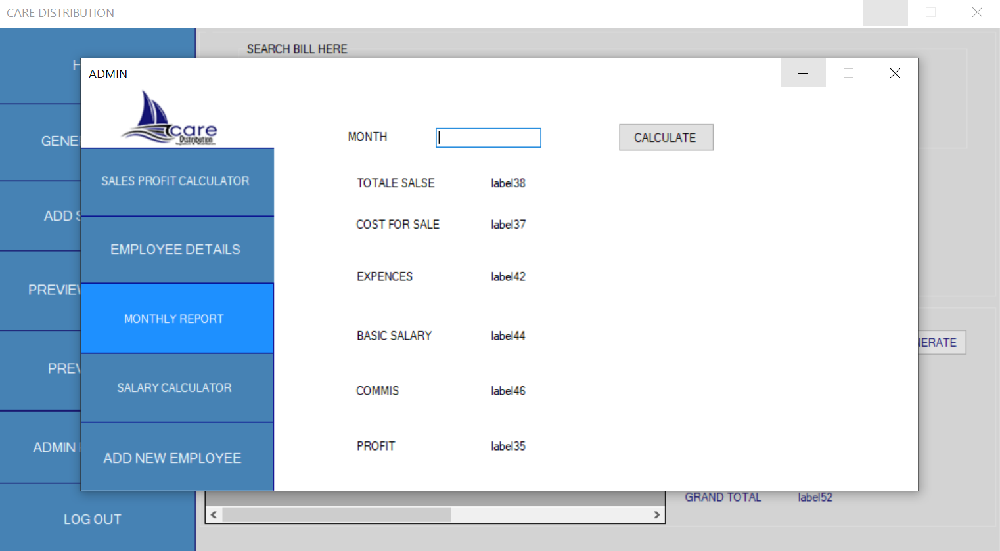 CARE DISTRIBUTION
SEARCH BILL HERE
ADMIN
care
Distribution
MONTH
CALCULATE
SALES PROFIT CALCULATOR
EMPLOYEE DETAILS
MONTHLY REPORT
SALARY CALCULATOR
ADD NEW EMPLOYEE
TOTALE SALSE label38
COST FOR SALE label37
EXPENCES label42
BASIC SALARY label44
COMMIS label46
PROFIT label35
H
GENE
ADD S
PREVIEW
PREV
ADMIN
LOG OUT
NERATE
GRAND TOTAL label52